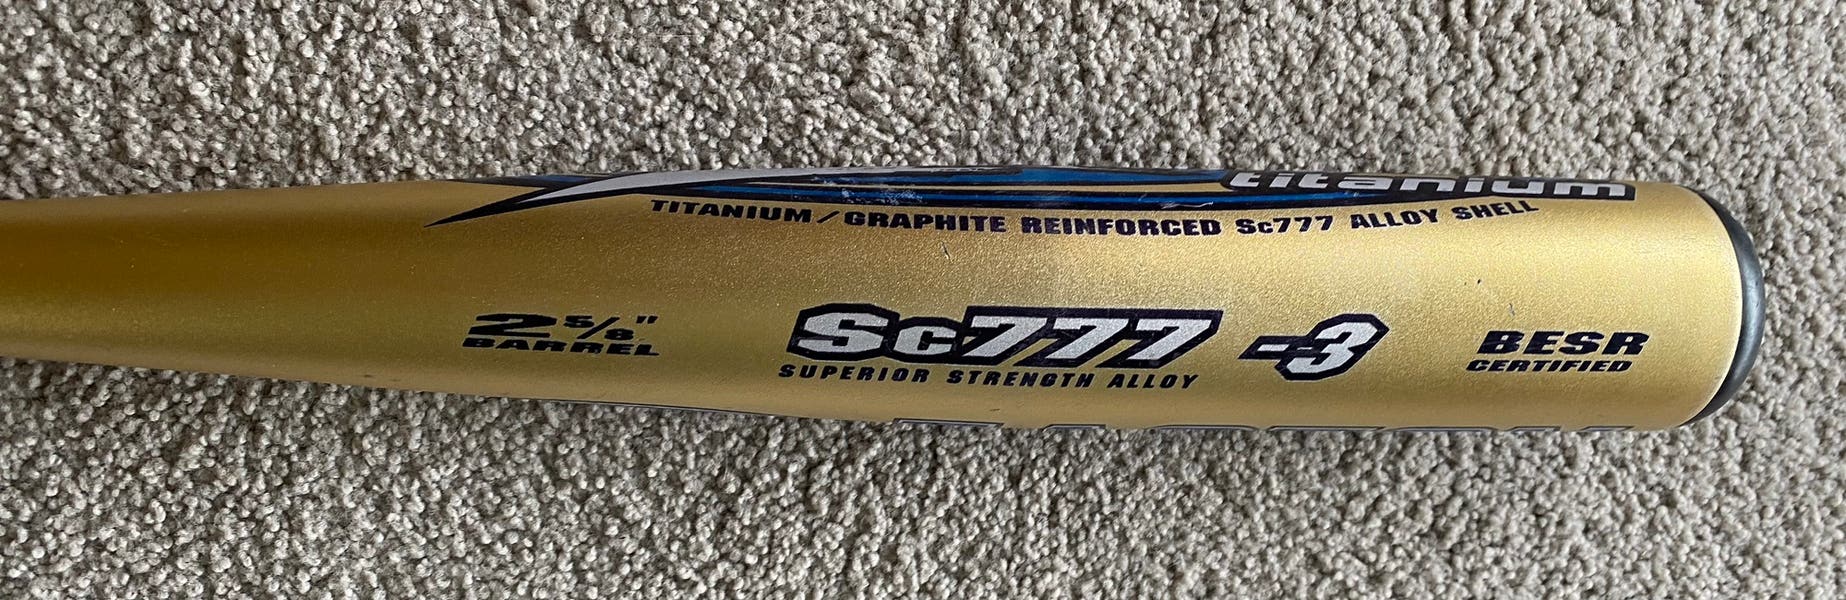 titanium
TITANIUM/GRAPHITE REINFORCED Sc777 ALLOY SHELL
2 5/8" BARREL
Sc777 -3
SUPERIOR STRENGTH ALLOY
BESR
CERTIFIED